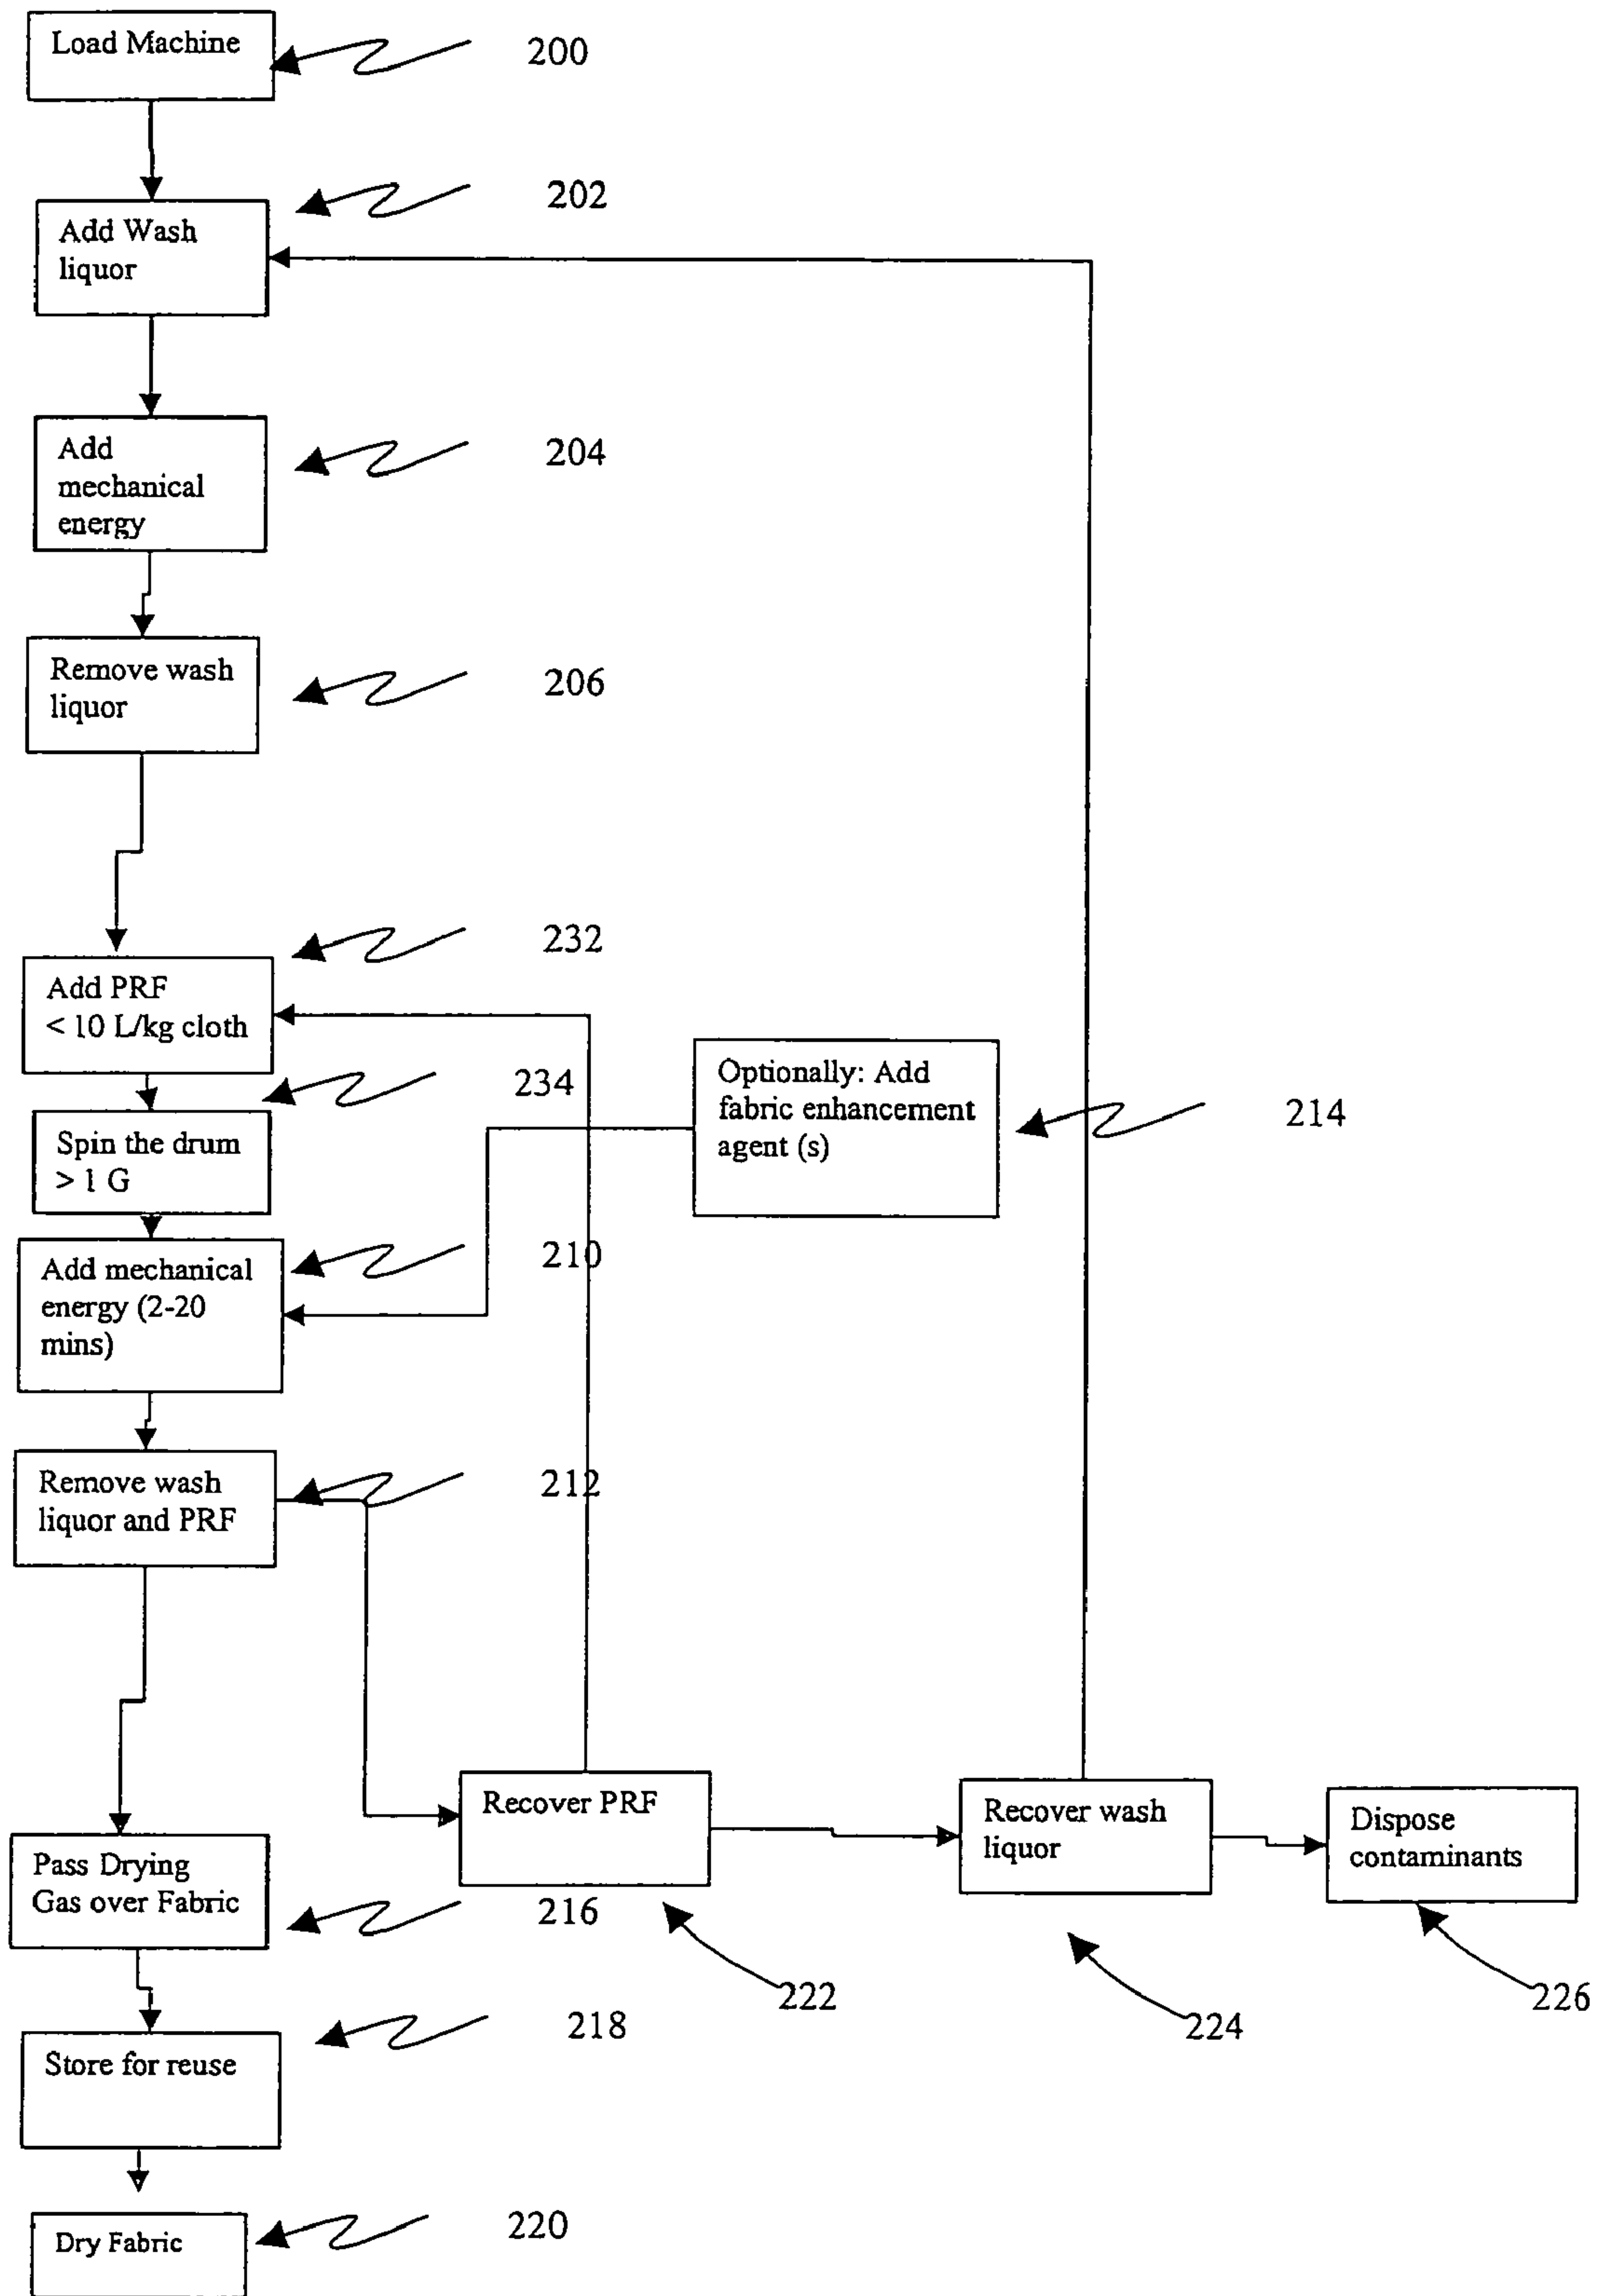 Load Machine
200
202
Add Wash
liquor
204
Add
mechanical
energy
206
Remove wash
liquor
232
Add PRF
< 10 L/kg cloth
234
Spin the drum
> 1 G
Optionally: Add
fabric enhancement
agent (s)
214
210
Add mechanical
energy (2-20
mins)
212
Remove wash
liquor and PRF
Recover PRF
Recover wash
liquor
Dispose
contaminants
Pass Drying
Gas over Fabric
216
222
224
226
218
Store for reuse
220
Dry Fabric